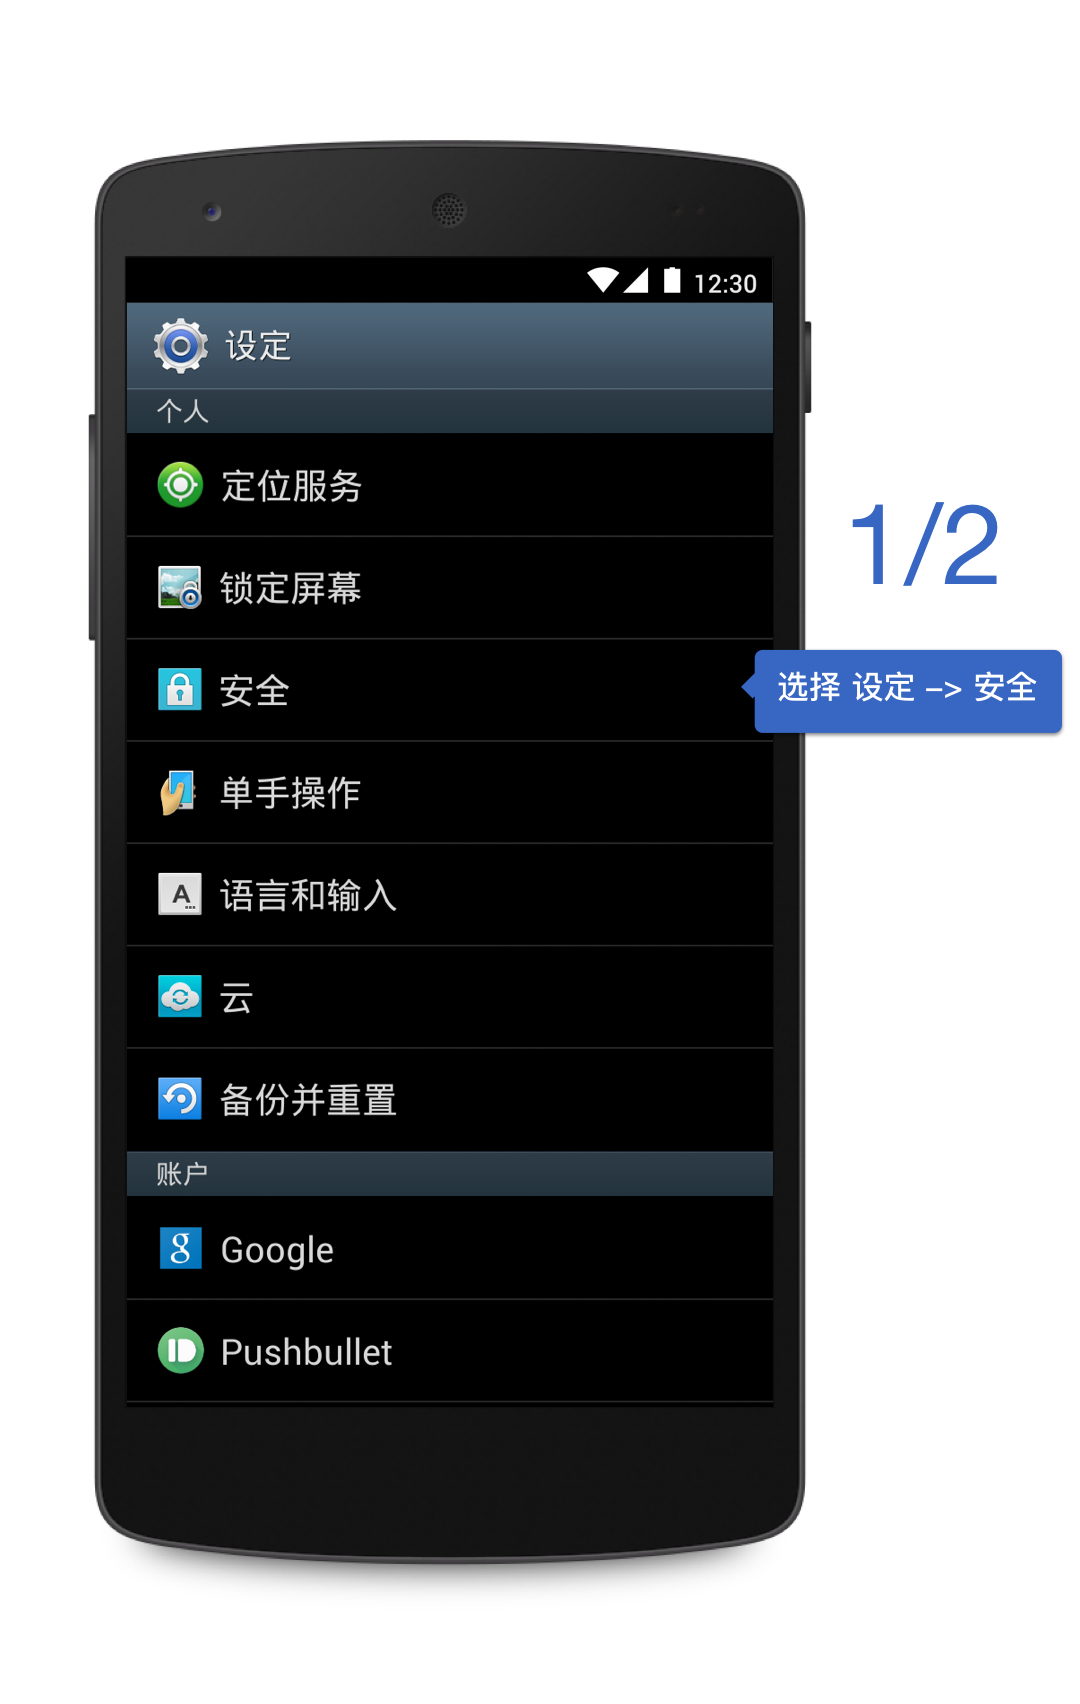 12:30
设定
个人
定位服务
锁定屏幕
1/2
安全
选择 设定 –> 安全
单手操作
A
语言和输入
云
备份并重置
账户
g
Google
Pushbullet